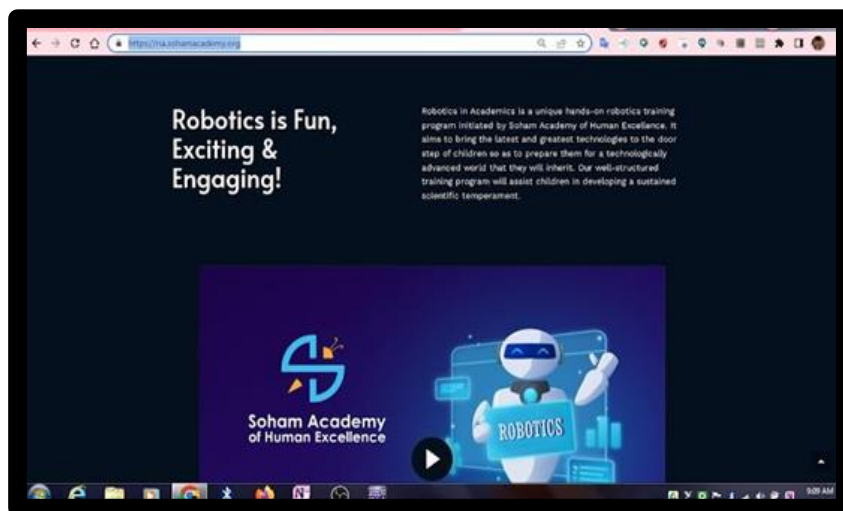 https://ria.sohamacademy.org
Robotics is Fun,
Exciting &
Engaging!
Robotics in Academics is a unique hands-on robotics training
program initiated by Soham Academy of Human Excellence. It
aims to bring the latest and greatest technologies to the door
step of children so as to prepare them for a technologically
advanced world that they will inherit. Our well-structured
training program will assist children in developing a sustained
scientific temperament.
Soham Academy
of Human Excellence
ROBOTICS
9:09 AM